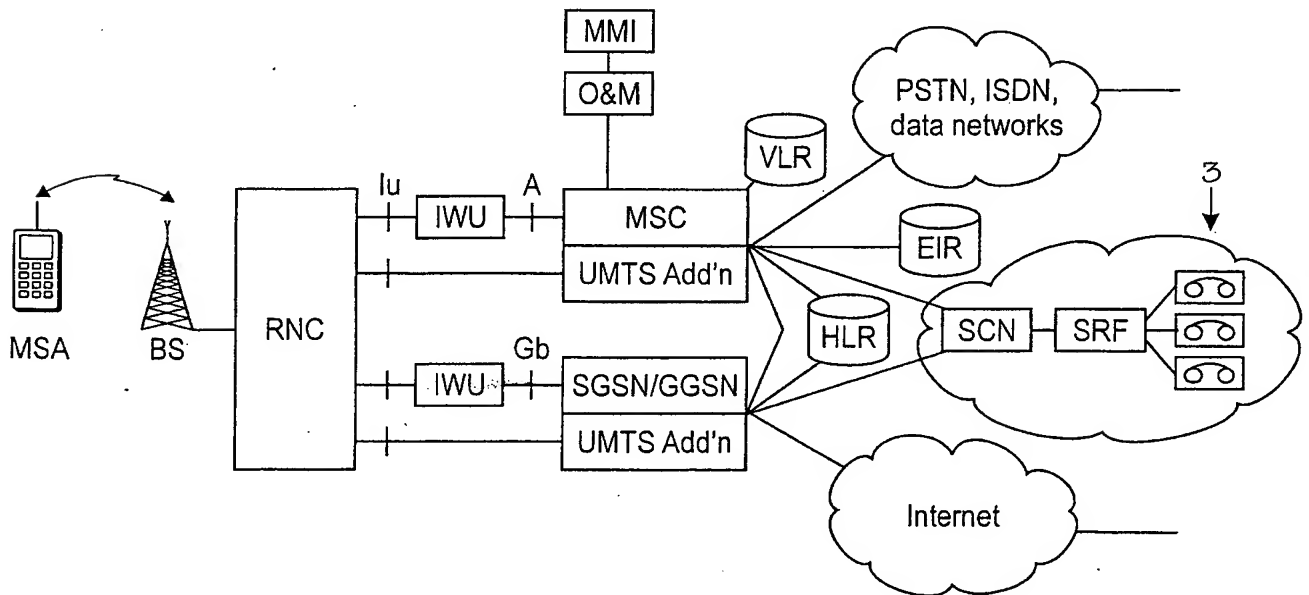 MMI
O&M
PSTN, ISDN,
data networks
VLR
3
Iu
A
IWU
MSC
EIR
UMTS Add'n
MSA
BS
RNC
HLR
SCN
SRF
Gb
IWU
SGSN/GGSN
UMTS Add'n
Internet